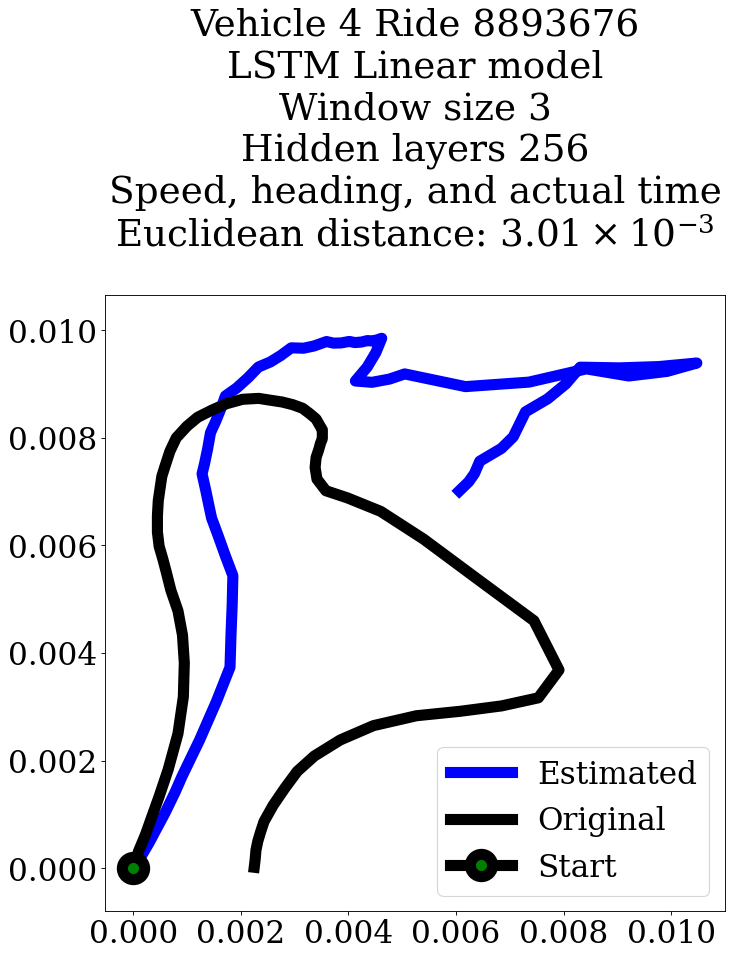 Vehicle 4 Ride 8893676
LSTM Linear model
Window size 3
Hidden layers 256
Speed, heading, and actual time
Euclidean distance: 3.01 × 10⁻³
0.010
0.008
0.006
0.004
0.002
0.000
Estimated
Original
Start
0.000 0.002 0.004 0.006 0.008 0.010